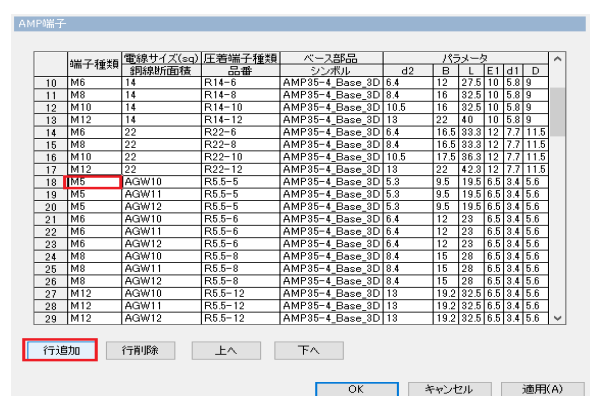 AMP端子
端子種類 電線サイズ(sq) 圧着端子種類 ベース部品 パラメータ
銅線断面積 品番 シンボル d2 B L E1 d1 D
10 M6 14 R14-6 AMP35-4_Base_3D 6.4 12 27.5 10 5.8 9
11 M8 14 R14-8 AMP35-4_Base_3D 8.4 16 32.5 10 5.8 9
12 M10 14 R14-10 AMP35-4_Base_3D 10.5 16 32.5 10 5.8 9
13 M12 14 R14-12 AMP35-4_Base_3D 13 22 40 10 5.8 9
14 M6 22 R22-6 AMP35-4_Base_3D 6.4 16.5 33.3 12 7.7 11.5
15 M8 22 R22-8 AMP35-4_Base_3D 8.4 16.5 33.3 12 7.7 11.5
16 M10 22 R22-10 AMP35-4_Base_3D 10.5 17.5 36.3 12 7.7 11.5
17 M12 22 R22-12 AMP35-4_Base_3D 13 22 42.3 12 7.7 11.5
18 M5 AGW10 R5.5-5 AMP35-4_Base_3D 5.3 9.5 19.5 6.5 3.4 5.6
19 M5 AGW11 R5.5-5 AMP35-4_Base_3D 5.3 9.5 19.5 6.5 3.4 5.6
20 M5 AGW12 R5.5-5 AMP35-4_Base_3D 5.3 9.5 19.5 6.5 3.4 5.6
21 M6 AGW10 R5.5-6 AMP35-4_Base_3D 6.4 12 23 6.5 3.4 5.6
22 M6 AGW11 R5.5-6 AMP35-4_Base_3D 6.4 12 23 6.5 3.4 5.6
23 M6 AGW12 R5.5-6 AMP35-4_Base_3D 6.4 12 23 6.5 3.4 5.6
24 M8 AGW10 R5.5-8 AMP35-4_Base_3D 8.4 15 28 6.5 3.4 5.6
25 M8 AGW11 R5.5-8 AMP35-4_Base_3D 8.4 15 28 6.5 3.4 5.6
26 M8 AGW12 R5.5-8 AMP35-4_Base_3D 8.4 15 28 6.5 3.4 5.6
27 M12 AGW10 R5.5-12 AMP35-4_Base_3D 13 19.2 32.5 6.5 3.4 5.6
28 M12 AGW11 R5.5-12 AMP35-4_Base_3D 13 19.2 32.5 6.5 3.4 5.6
29 M12 AGW12 R5.5-12 AMP35-4_Base_3D 13 19.2 32.5 6.5 3.4 5.6
行追加 行削除 上へ 下へ
OK キャンセル 適用(A)